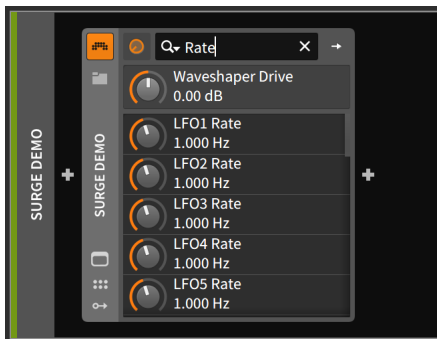 SURGE DEMO
SURGE DEMO
Rate
Waveshaper Drive
0.00 dB
LFO1 Rate
1.000 Hz
LFO2 Rate
1.000 Hz
LFO3 Rate
1.000 Hz
LFO4 Rate
1.000 Hz
LFO5 Rate
1.000 Hz